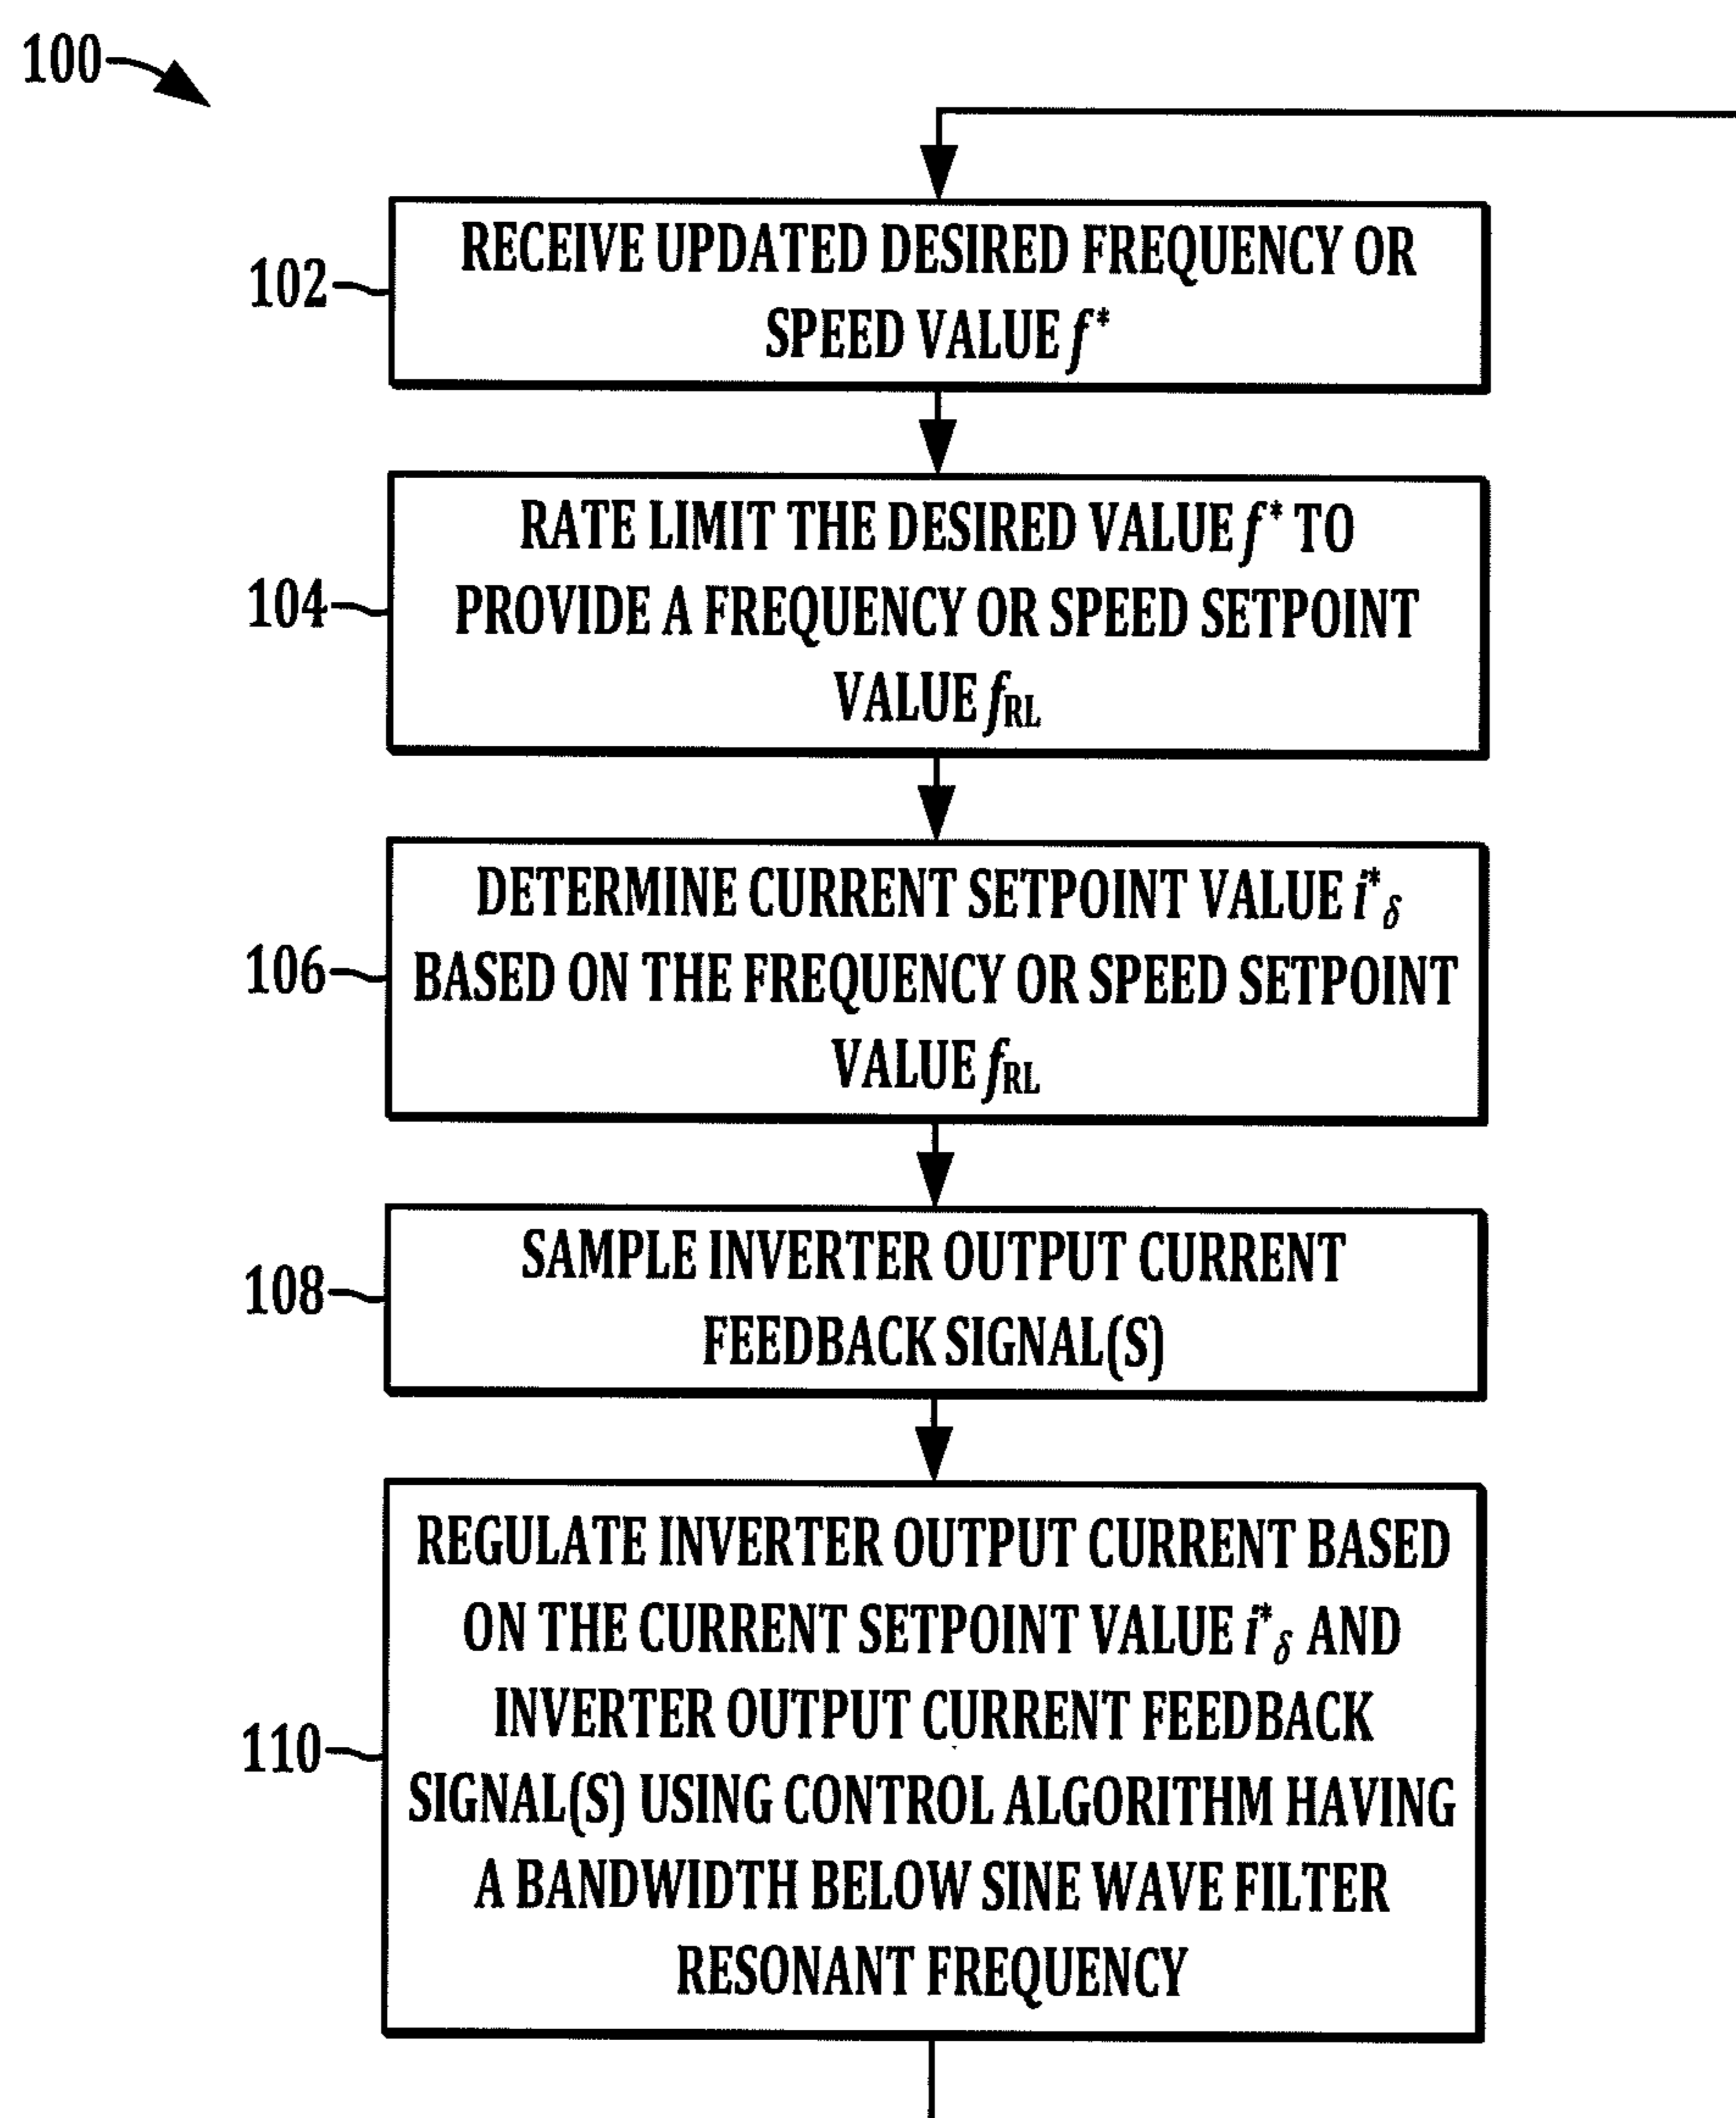 100
102
RECEIVE UPDATED DESIRED FREQUENCY OR
SPEED VALUE f*
104
RATE LIMIT THE DESIRED VALUE f* TO
PROVIDE A FREQUENCY OR SPEED SETPOINT
VALUE fRL
106
DETERMINE CURRENT SETPOINT VALUE i*δ
BASED ON THE FREQUENCY OR SPEED SETPOINT
VALUE fRL
108
SAMPLE INVERTER OUTPUT CURRENT
FEEDBACK SIGNAL(S)
110
REGULATE INVERTER OUTPUT CURRENT BASED
ON THE CURRENT SETPOINT VALUE i*δ AND
INVERTER OUTPUT CURRENT FEEDBACK
SIGNAL(S) USING CONTROL ALGORITHM HAVING
A BANDWIDTH BELOW SINE WAVE FILTER
RESONANT FREQUENCY